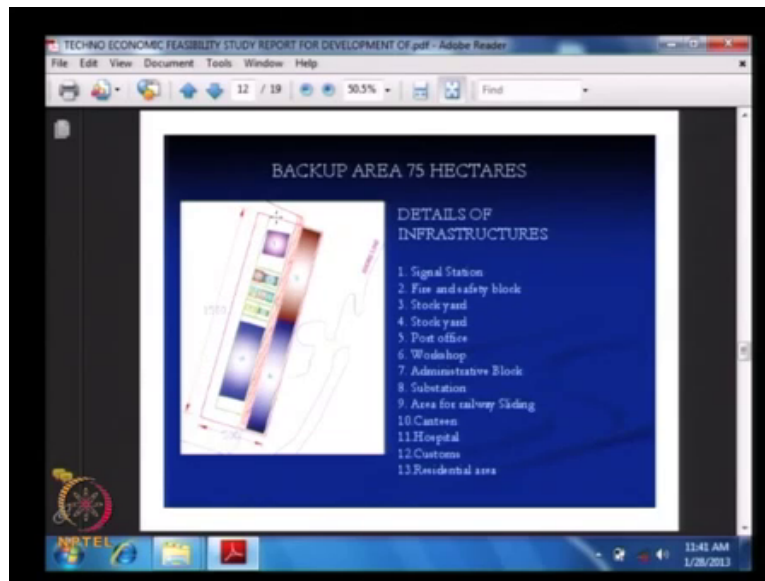 TECHNO ECONOMIC FEASIBILITY STUDY REPORT FOR DEVELOPMENT OF.pdf - Adobe Reader
File Edit View Document Tools Window Help
12 / 19 50.5% Find
BACKUP AREA 75 HECTARES
DETAILS OF
INFRASTRUCTURES
1. Signal Station
2. Fire and safety block
3. Stock yard
4. Stock yard
5. Post office
6. Workshop
7. Administrative Block
8. Substation
9. Area for railway Sliding
10.Canteen
11.Hospital
12.Customs
13.Residential area
NPTEL
11:41 AM
1/28/2013